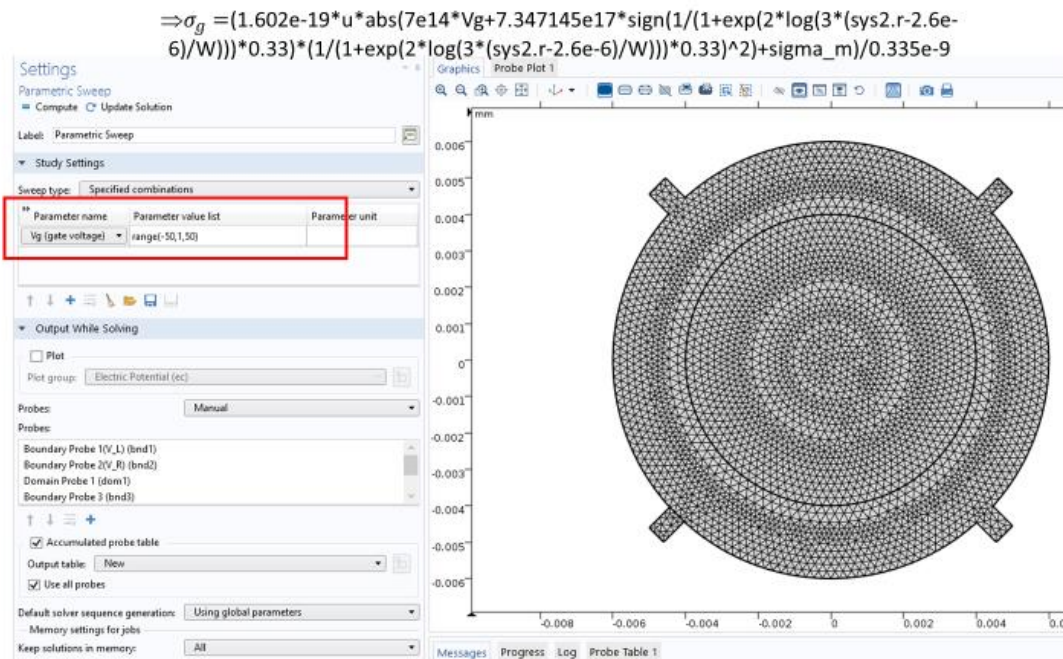 ⇒σg =(1.602e-19*u*abs(7e14*Vg+7.347145e17*sign(1/(1+exp(2*log(3*(sys2.r-2.6e-
6)/W)))*0.33)*(1/(1+exp(2*log(3*(sys2.r-2.6e-6)/W)))*0.33)^2)+sigma_m)/0.335e-9
Settings
Parametric Sweep
= Compute Update Solution
Label: Parametric Sweep
Study Settings
Sweep type: Specified combinations
Parameter name Parameter value list Parameter unit
Vg (gate voltage) range(-50,1,50)
Output While Solving
Plot
Plot group: Electric Potential (ec)
Probes: Manual
Probes:
Boundary Probe 1(V_L) (bnd1)
Boundary Probe 2(V_R) (bnd2)
Domain Probe 1 (dom1)
Boundary Probe 3 (bnd3)
Accumulated probe table
Output table: New
Use all probes
Default solver sequence generation: Using global parameters
Memory settings for jobs
Keep solutions in memory: All
Graphics Probe Plot 1
mm
0.006
0.005
0.004
0.003
0.002
0.001
0
-0.001
-0.002
-0.003
-0.004
-0.005
-0.006
-0.008 -0.006 -0.004 -0.002 0 0.002 0.004
Messages Progress Log Probe Table 1